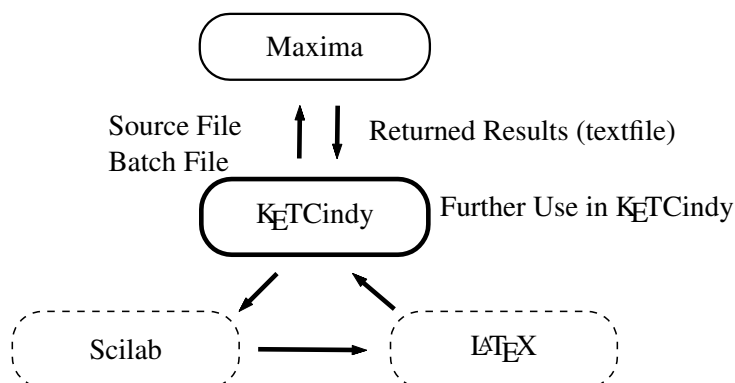 Maxima
Source File
Batch File
Returned Results (textfile)
KETCindy
Further Use in KETCindy
Scilab
LATEX